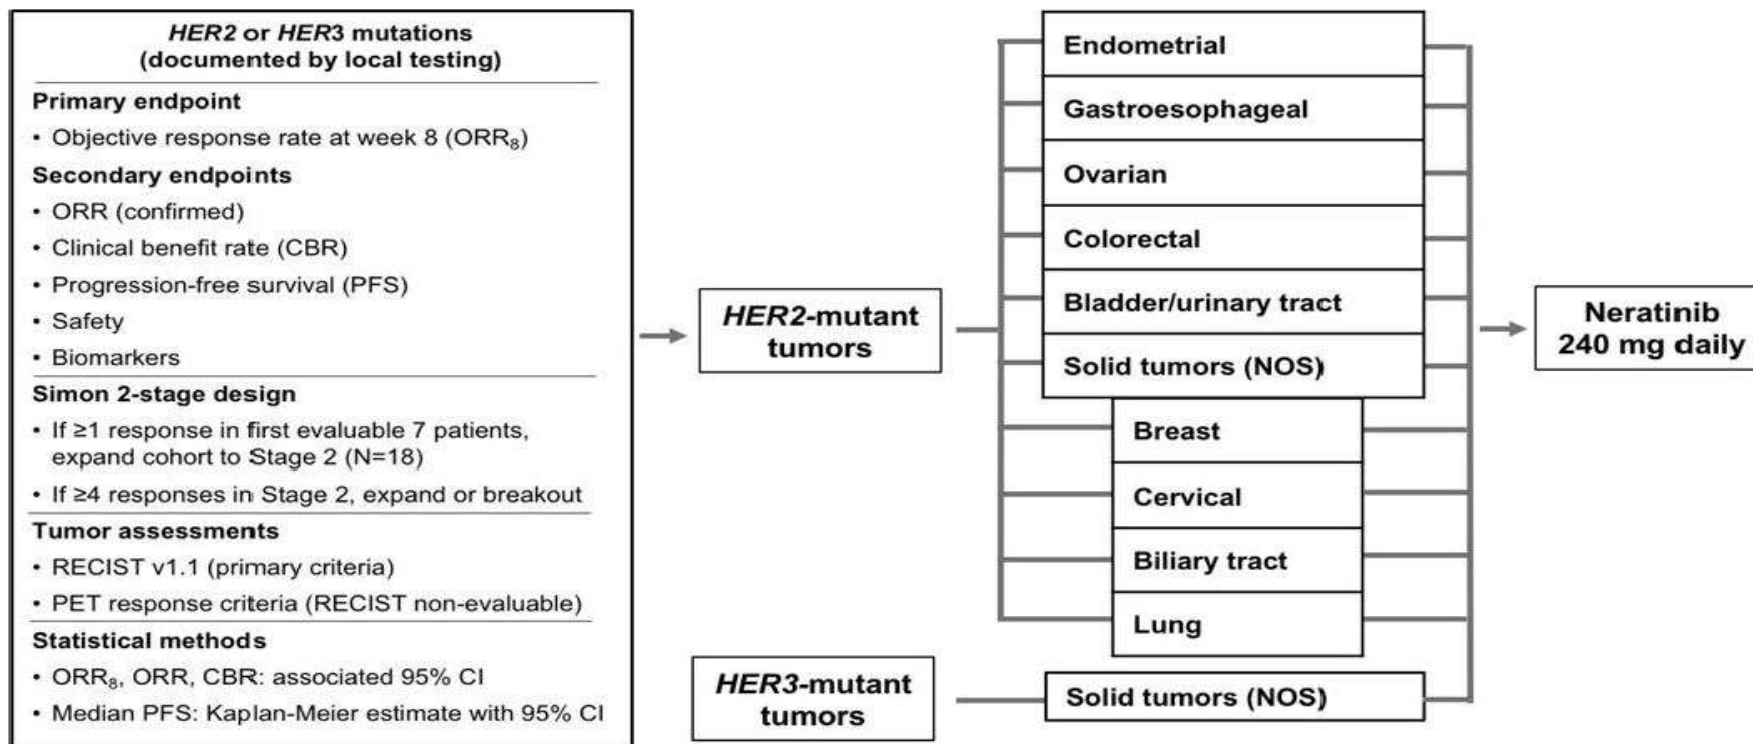 HER2 or HER3 mutations
(documented by local testing)
Primary endpoint
• Objective response rate at week 8 (ORR₈)
Secondary endpoints
• ORR (confirmed)
• Clinical benefit rate (CBR)
• Progression-free survival (PFS)
• Safety
• Biomarkers
Simon 2-stage design
• If ≥1 response in first evaluable 7 patients,
expand cohort to Stage 2 (N=18)
• If ≥4 responses in Stage 2, expand or breakout
Tumor assessments
• RECIST v1.1 (primary criteria)
• PET response criteria (RECIST non-evaluable)
Statistical methods
• ORR₈, ORR, CBR: associated 95% CI
• Median PFS: Kaplan-Meier estimate with 95% CI
HER2-mutant
tumors
HER3-mutant
tumors
Endometrial
Gastroesophageal
Ovarian
Colorectal
Bladder/urinary tract
Solid tumors (NOS)
Breast
Cervical
Biliary tract
Lung
Solid tumors (NOS)
Neratinib
240 mg daily